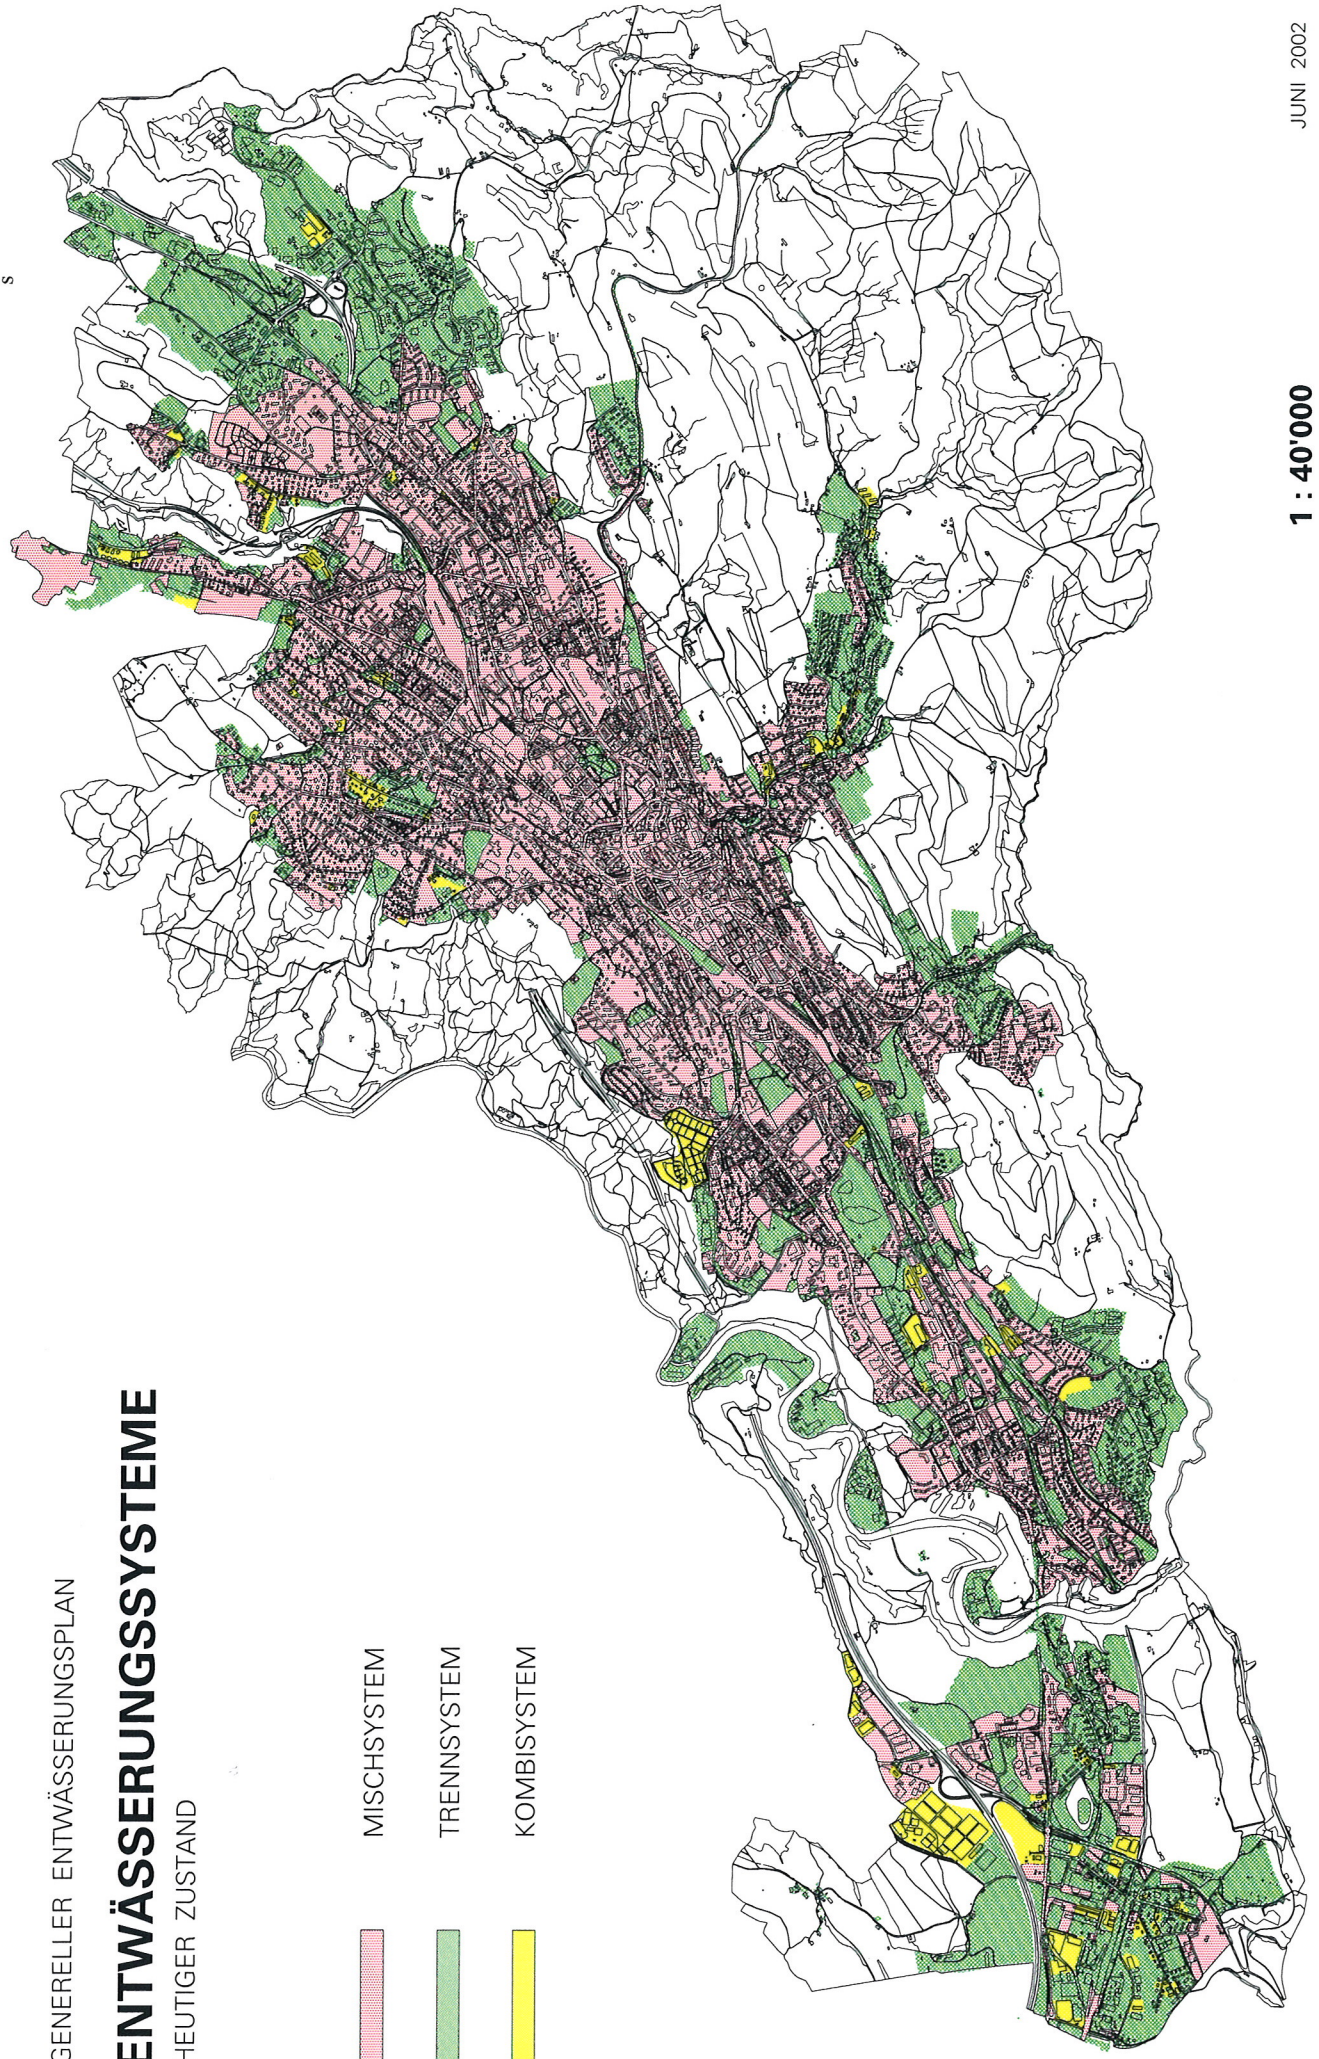 GENERELLER ENTWÄSSERUNGSPLAN
ENTWÄSSERUNGSSYSTEME
HEUTIGER ZUSTAND
MISCHSYSTEM
TRENNSYSTEM
KOMBISYSTEM
s
1 : 40'000
JUNI 2002